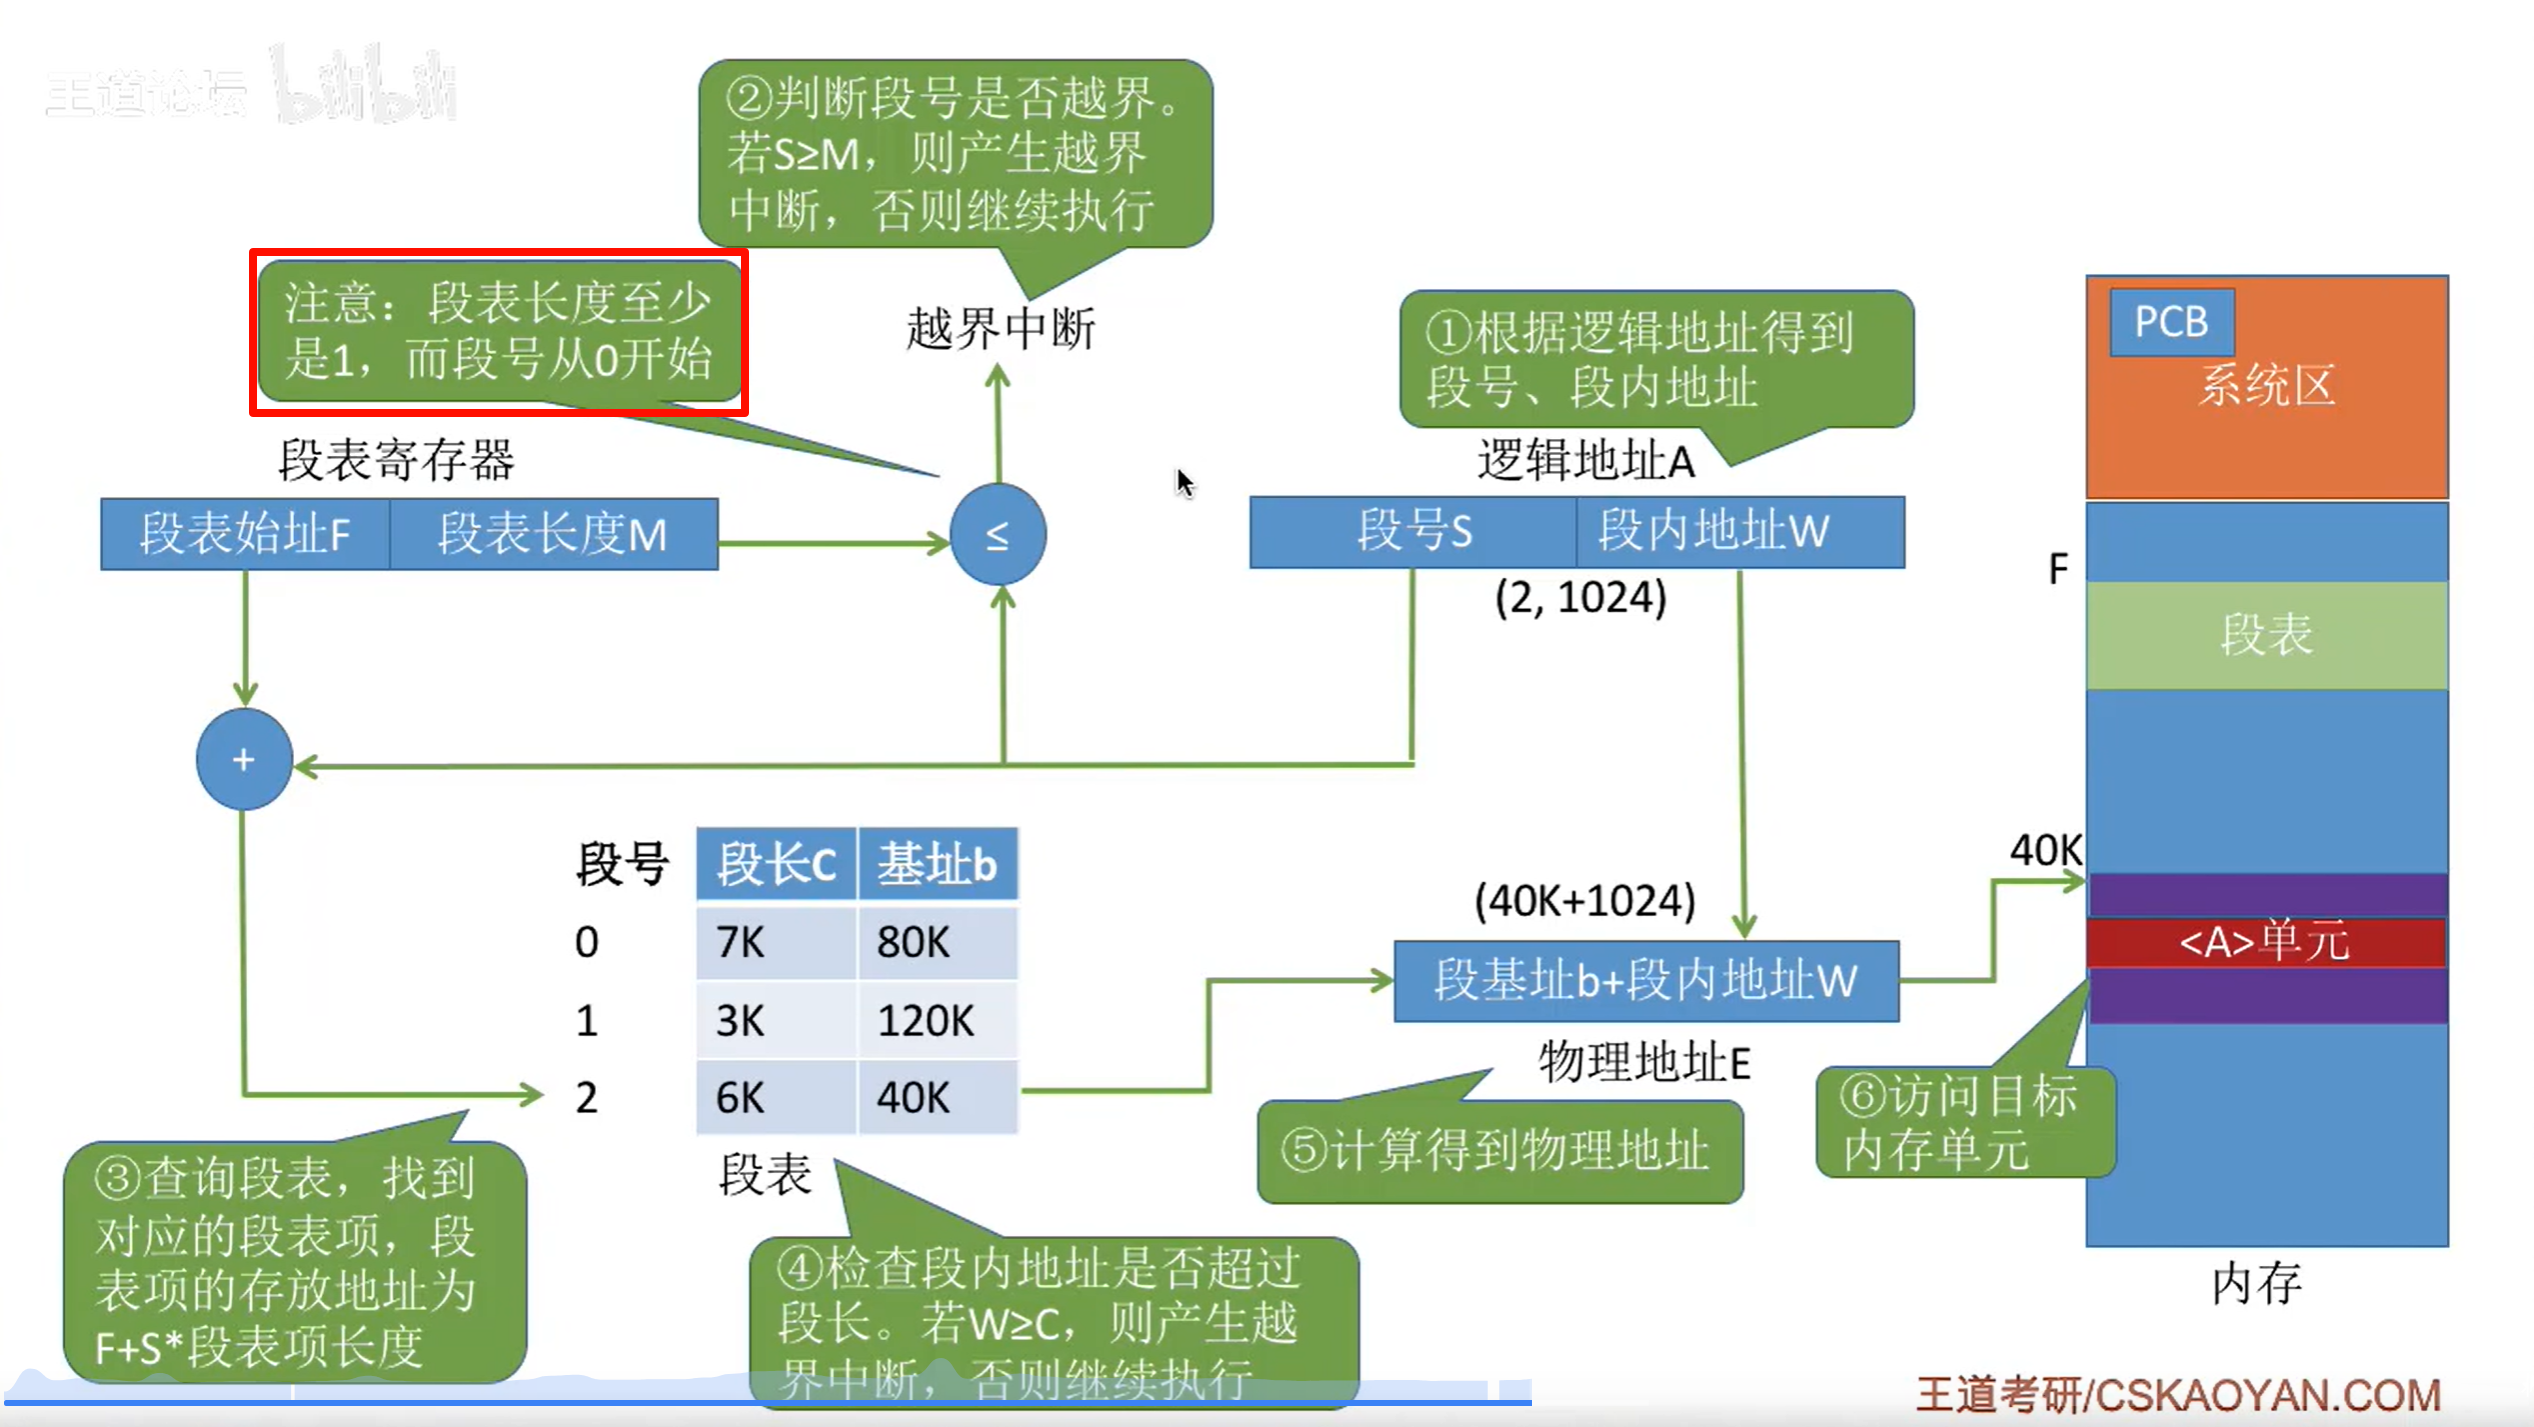 王道论坛 bilibili
②判断段号是否越界。
若S≥M，则产生越界
中断，否则继续执行
注意：段表长度至少
是1，而段号从0开始
越界中断
①根据逻辑地址得到
段号、段内地址
PCB
系统区
段表寄存器
逻辑地址A
段表始址F 段表长度M
≤
段号S 段内地址W
(2, 1024)
F
段表
+
40K
段号 段长C 基址b
0 7K 80K
1 3K 120K
2 6K 40K
段表
(40K+1024)
段基址b+段内地址W
物理地址E
<A>单元
⑥访问目标
内存单元
⑤计算得到物理地址
③查询段表，找到
对应的段表项，段
表项的存放地址为
F+S*段表项长度
④检查段内地址是否超过
段长。若W≥C，则产生越
界中断，否则继续执行
内存
王道考研/CSKAOYAN.COM